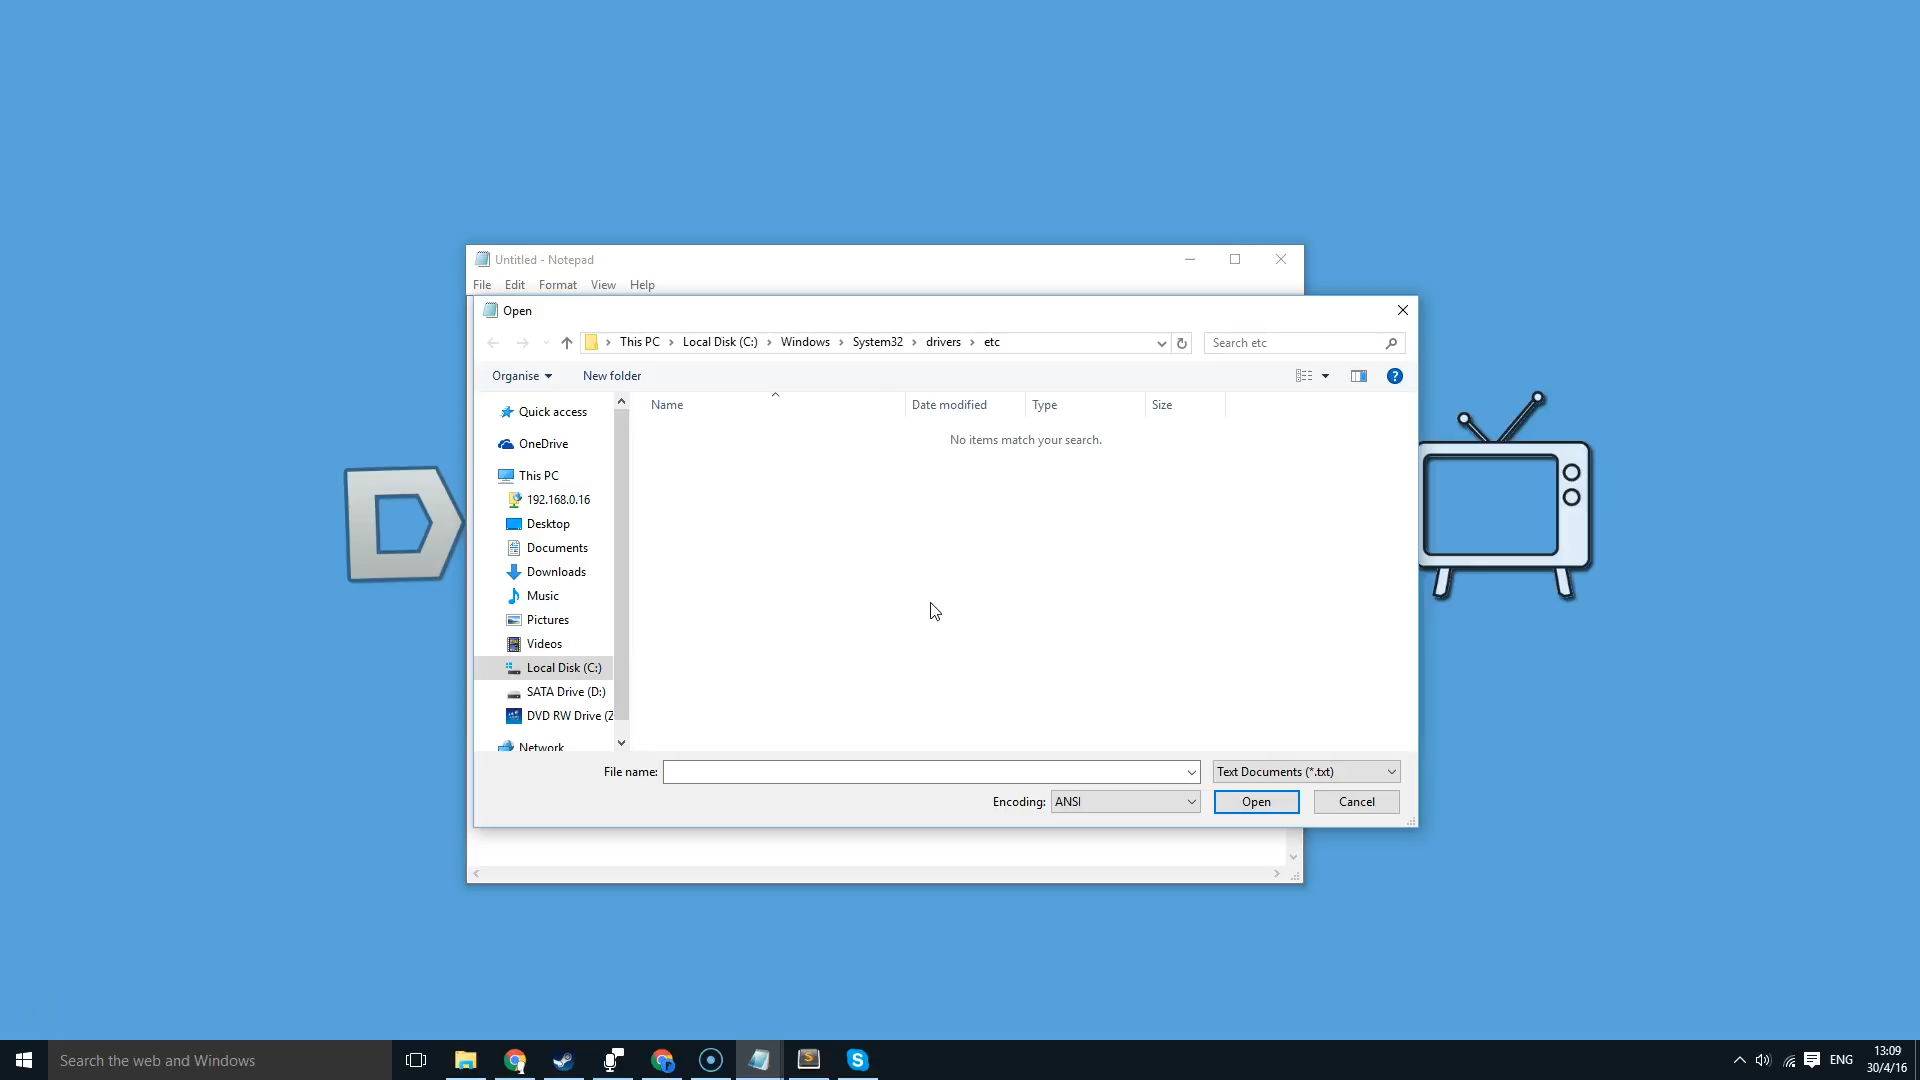 Untitled - Notepad
File Edit Format View Help
Open
This PC Local Disk (C:) Windows System32 drivers etc
Search etc
Organise New folder
Name Date modified Type Size
No items match your search.
Quick access
OneDrive
This PC
192.168.0.16
Desktop
Documents
Downloads
Music
Pictures
Videos
Local Disk (C:)
SATA Drive (D:)
DVD RW Drive (Z
Network
File name: Text Documents (*.txt)
Encoding: ANSI Open Cancel
D
Search the web and Windows
ENG
13:09
30/4/16